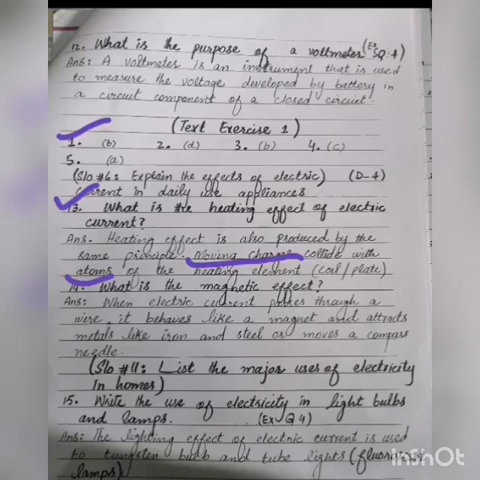 12. What is the purpose of a voltmeter (Ex SQ:4)
Ans: A voltmeter is an instrument that is used
to measure the voltage developed by battery in
a circuit component of a closed circuit.
(Text Exercise 1)
1. (b) 2. (d) 3. (b) 4. (c)
5. (a)
(Slo #6: Explain the effects of electric) (D-4)
current in daily use appliances
13. What is the heating effect of electric
current?
Ans. Heating effect is also produced by the
same principle. Moving charges collide with
atoms of the heating element (coil/plate)
14. What is the magnetic effect?
Ans: When electric current passes through a
wire, it behaves like a magnet and attracts
metals like iron and steel or moves a compass
needle.
(Slo #11: List the major uses of electricity
in homes)
15. Write the use of electricity in light bulbs
and lamps. (Ex Q 4)
Ans: The lighting effect of electric current is used
to tungsten bulb and tube lights (fluorescent
lamps)
InShOt